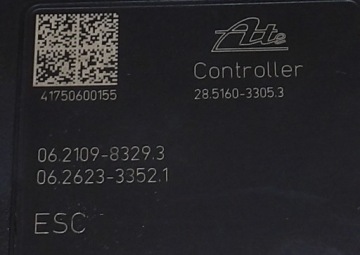 Ate
Controller
41750600155
28.5160-3305.3
06.2109-8329.3
06.2623-3352.1
ESC